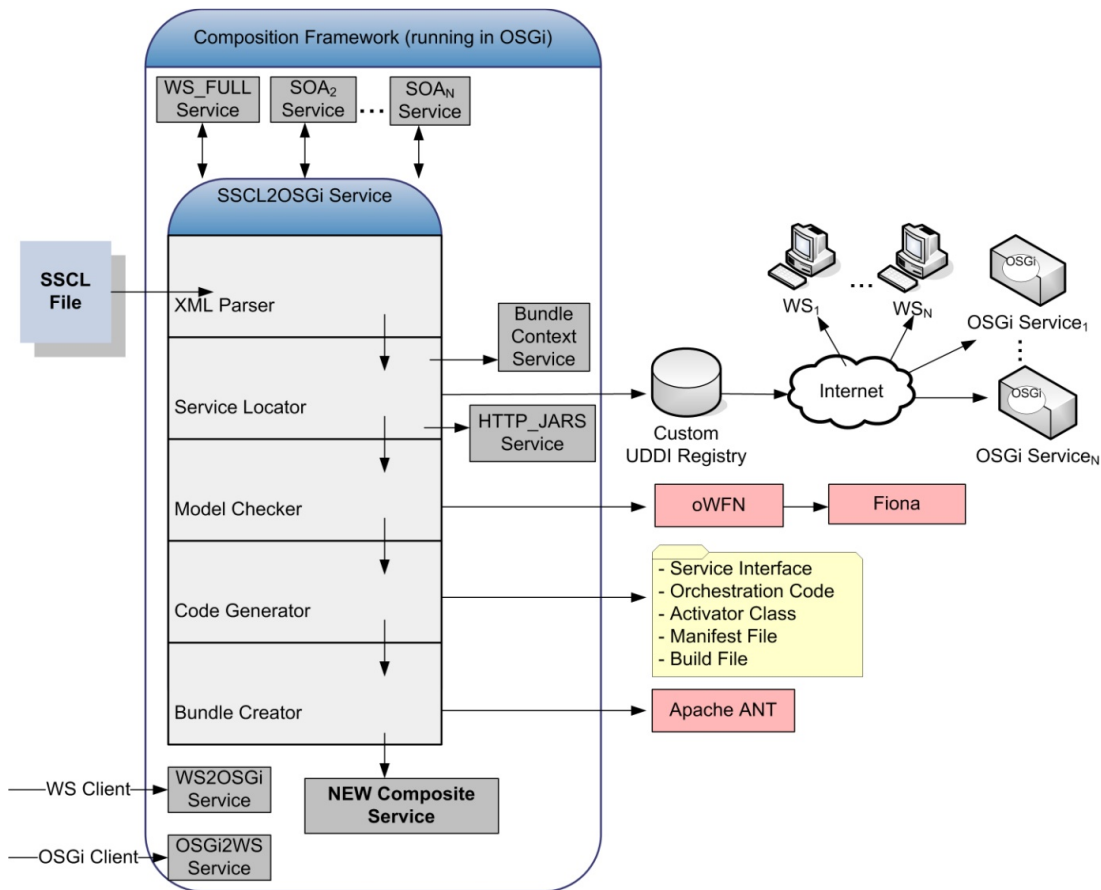 Composition Framework (running in OSGi)
WS_FULL
Service
SOA2
Service
...
SOAN
Service
SSCL2OSGi Service
SSCL
File
XML Parser
Bundle
Context
Service
Service Locator
HTTP_JARS
Service
Custom
UDDI Registry
Internet
WS1
...
WSN
OSGi
OSGi Service1
OSGi
OSGi ServiceN
Model Checker
oWFN
Fiona
Code Generator
- Service Interface
- Orchestration Code
- Activator Class
- Manifest File
- Build File
Bundle Creator
Apache ANT
WS Client
WS2OSGi
Service
NEW Composite
Service
OSGi Client
OSGi2WS
Service